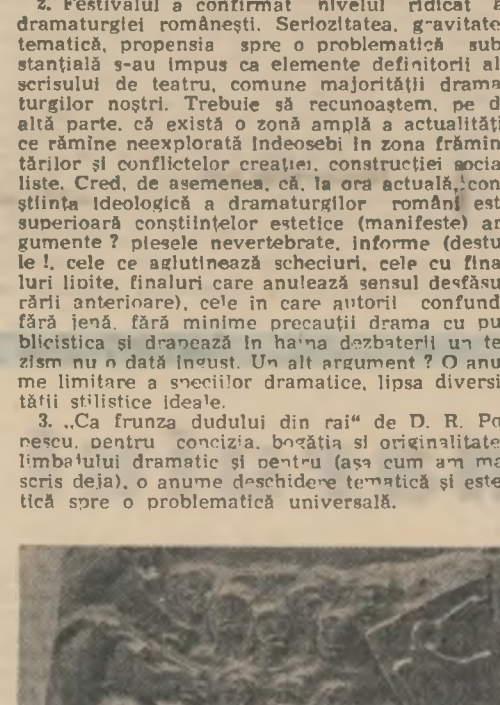 2. Festivalul a confirmat nivelul ridicat a
dramaturgiei românești. Seriozitatea, gravitate
tematică, propensia spre o problematică sub
stanțială s-au impus ca elemente definitorii al
scrisului de teatru, comune majorității drama
turgilor noștri. Trebuie să recunoaștem, pe d
altă parte, că există o zonă amplă a actualităț
ce rămîne neexplorată îndeosebi în zona frămîn
tărilor și conflictelor creației, construcției socia
liste. Cred, de asemenea, că, la ora actuală, con
știința ideologică a dramaturgilor români est
superioară conștiințelor estetice (manifeste) ar
gumente ? piesele nevertebrate, informe (destu
le !, cele ce aglutinează scheciuri, cele cu fina
luri lipite, finaluri care anulează sensul desfășu
rării anterioare), cele în care autorii confund
fără jenă, fără minime precauții drama cu pu
blicistica și drapează în haina dezbaterii un te
zism nu o dată îngust. Un alt argument ? O anu
me limitare a speciilor dramatice, lipsa diversi
tății stilistice ideale.
3. „Ca frunza dudului din rai“ de D. R. Po
pescu, pentru concizia, bogăția și originalitate
limbajului dramatic și pentru (așa cum am ma
scris deja), o anume deschidere tematică și este
tică spre o problematică universală.